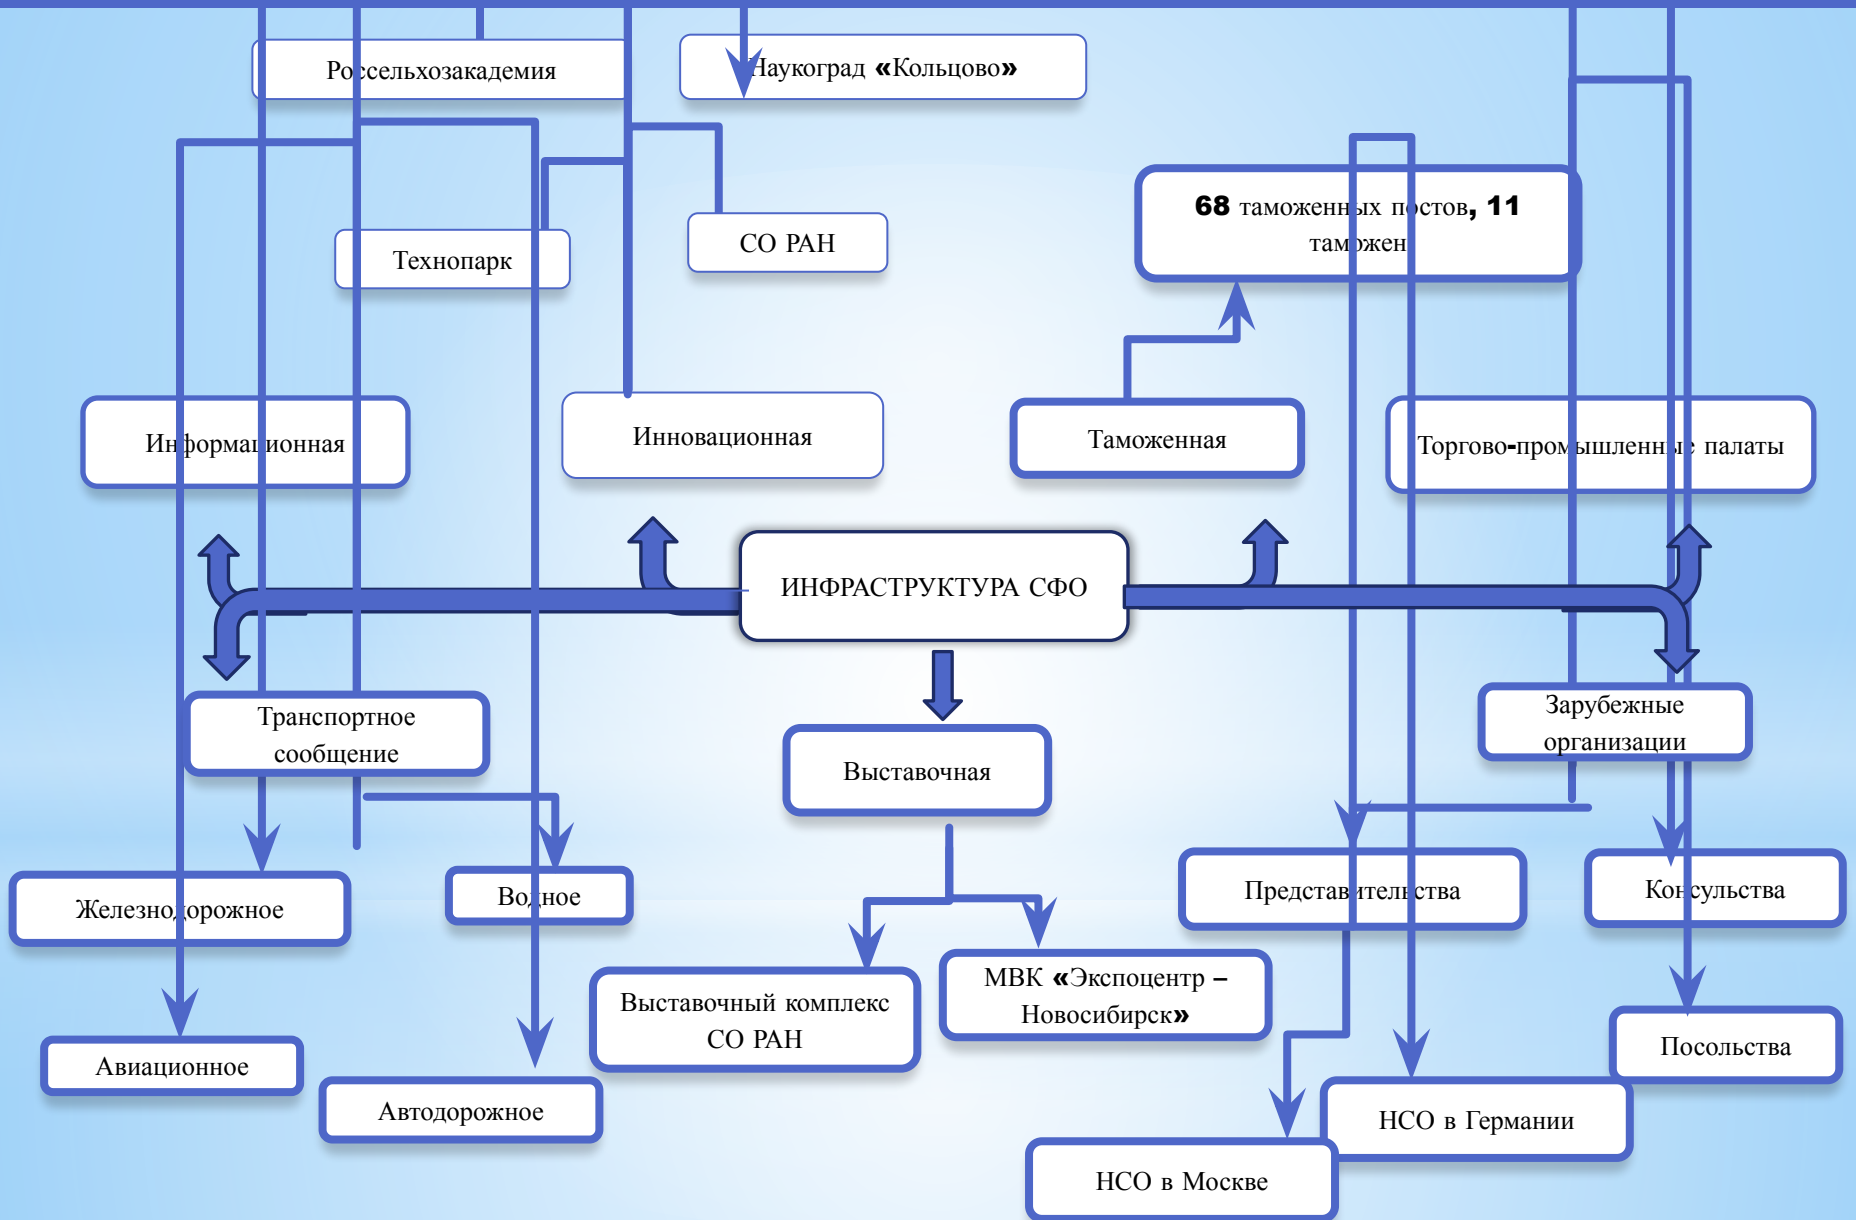 Россельхозакадемия
Наукоград «Кольцово»
68 таможенных постов, 11
таможен
СО РАН
Технопарк
Информационная
Инновационная
Таможенная
Торгово-промышленные палаты
ИНФРАСТРУКТУРА СФО
Транспортное
сообщение
Выставочная
Зарубежные
организации
Железнодорожное
Водное
Представительства
Консульства
Выставочный комплекс
СО РАН
МВК «Экспоцентр –
Новосибирск»
Авиационное
Автодорожное
Посольства
НСО в Германии
НСО в Москве